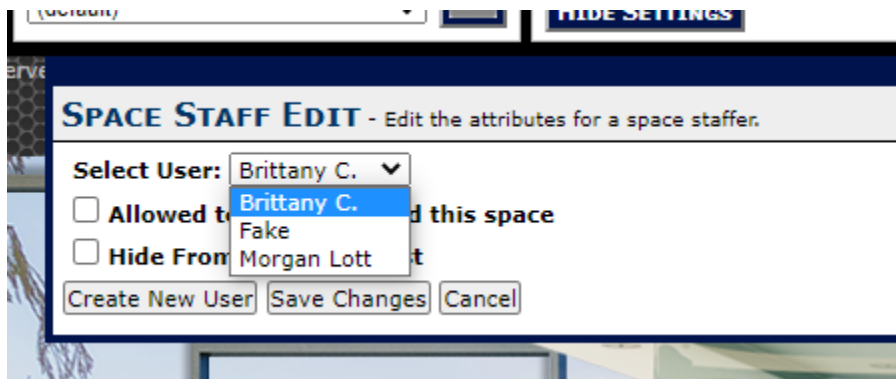 (default)
HIDE SETTINGS
erve
SPACE STAFF EDIT - Edit the attributes for a space staffer.
Select User: Brittany C.
Brittany C.
Fake
Morgan Lott
Allowed t d this space
Hide From t
Create New User Save Changes Cancel